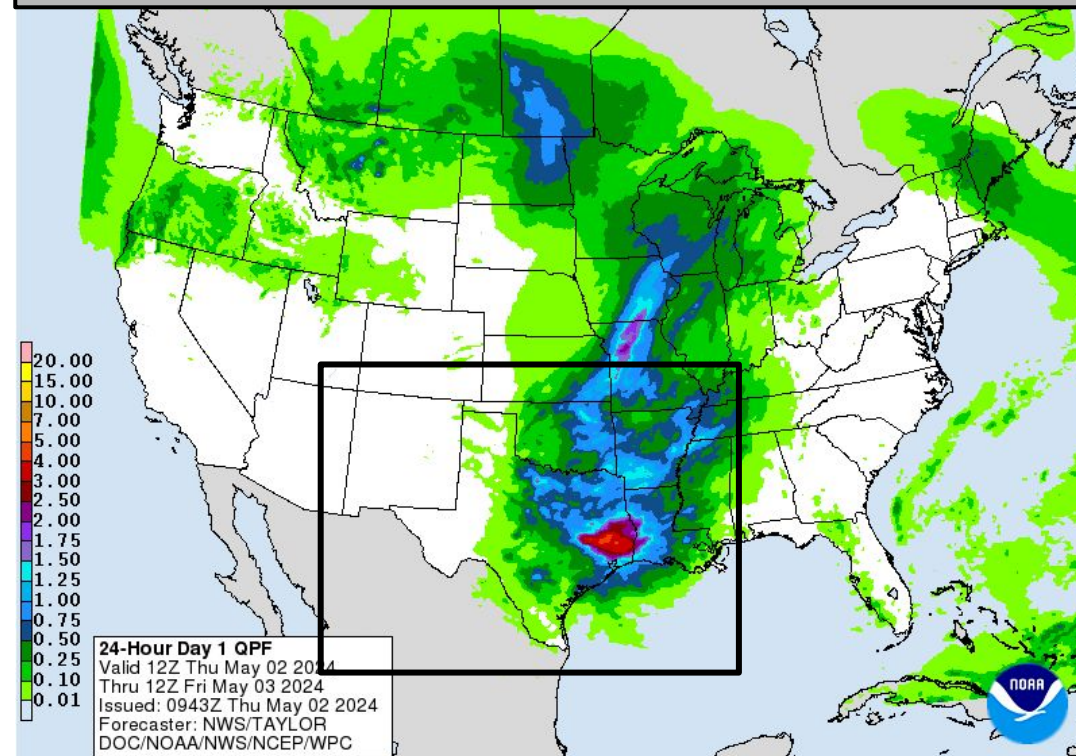 20.00
15.00
10.00
7.00
5.00
4.00
3.00
2.50
2.00
1.75
1.50
1.25
1.00
0.75
0.50
0.25
0.10
0.01
24-Hour Day 1 QPF
Valid 12Z Thu May 02 2024
Thru 12Z Fri May 03 2024
Issued: 0943Z Thu May 02 2024
Forecaster: NWS/TAYLOR
DOC/NOAA/NWS/NCEP/WPC
NOAA